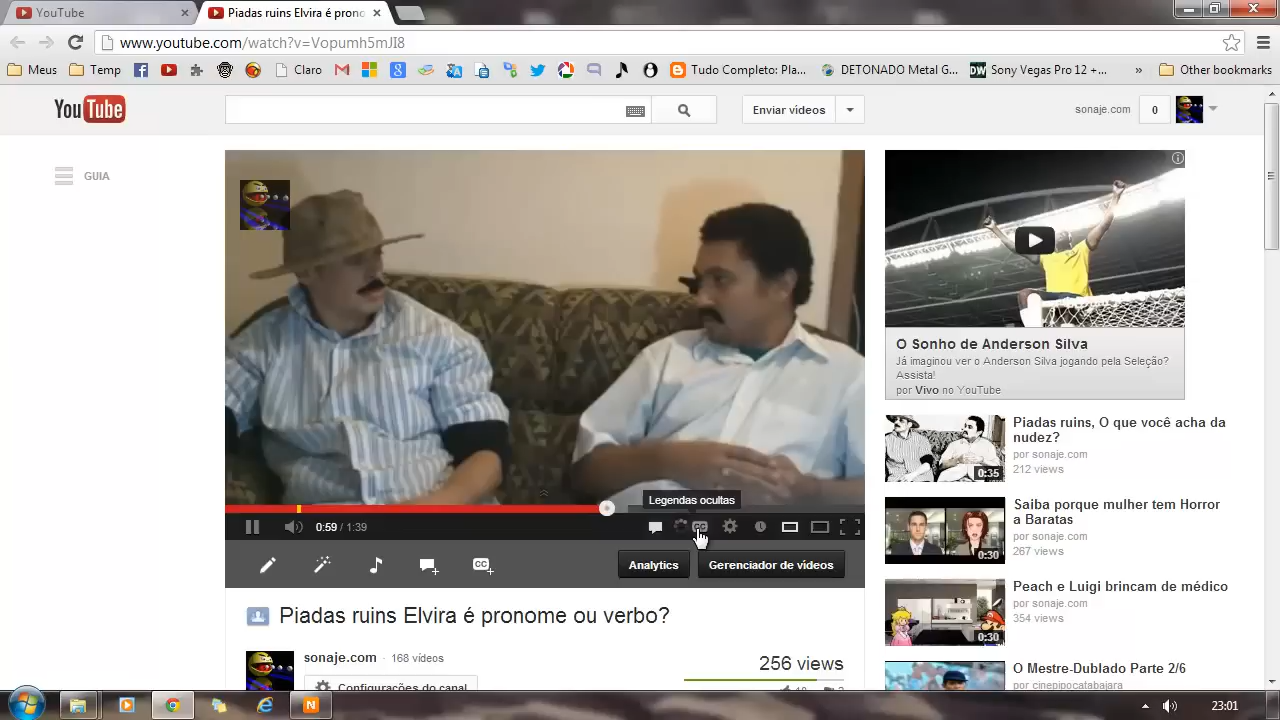 YouTube
Piadas ruins Elvira é prono
www.youtube.com/watch?v=Vopumh5mJI8
Meus
Temp
Claro
Tudo Completo: Pla...
DETONADO Metal G...
DW
Sony Vegas Pro 12 +...
»
Other bookmarks
YouTube
Enviar vídeos
sonaje.com
0
GUIA
O Sonho de Anderson Silva
Já imaginou ver o Anderson Silva jogando pela Seleção?
Assista!
por Vivo no YouTube
Legendas ocultas
0:59 / 1:39
CC
CC
Analytics
Gerenciador de vídeos
Piadas ruins Elvira é pronome ou verbo?
sonaje.com · 168 vídeos
Configurações do canal
256 views
Piadas ruins, O que você acha da
nudez?
por sonaje.com
212 views
0:35
Saiba porque mulher tem Horror
a Baratas
por sonaje.com
267 views
0:30
Peach e Luigi brincam de médico
por sonaje.com
354 views
0:30
O Mestre-Dublado Parte 2/6
por cinepipocatabajara
23:01